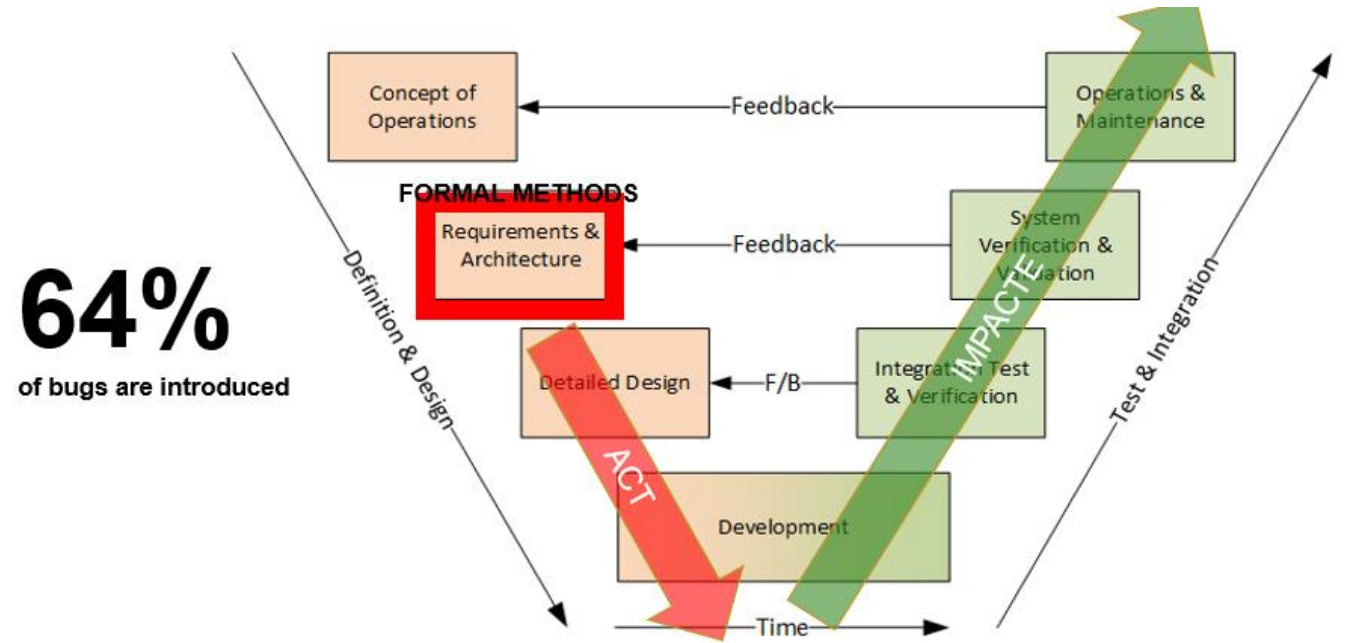 Concept of
Operations
Feedback
Operations &
Maintenance
FORMAL METHODS
Requirements &
Architecture
Feedback
System
Verification &
Validation
64%
of bugs are introduced
Definition & Design
Detailed Design
F/B
Integration Test
& Verification
Test & Integration
ACT
IMPACTE
Development
Time